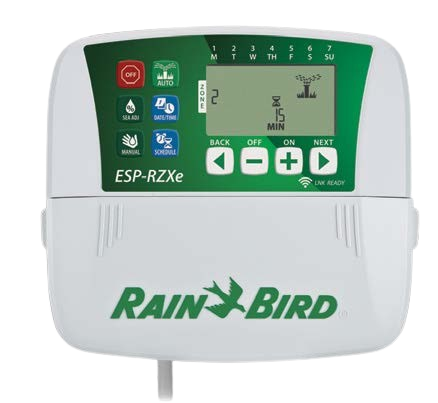 1 2 3 4 5 6 7
M T W TH F S SU
OFF
AUTO
ZONE
2
15
MIN
SEA ADJ
DATE/TIME
MANUAL
SCHEDULE
BACK OFF ON NEXT
ESP-RZXe
LNK READY
RAIN BIRD